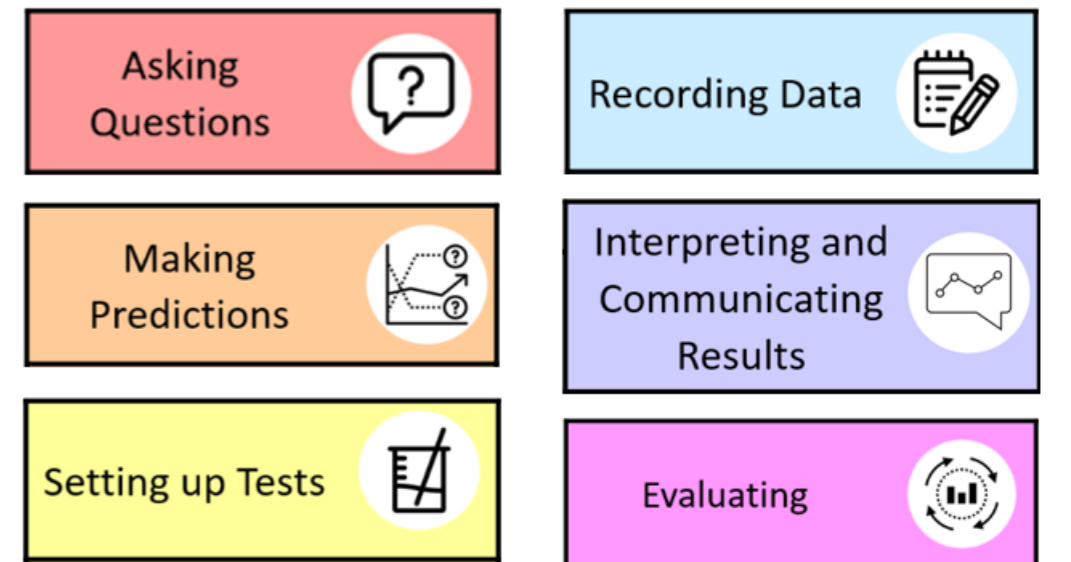 Asking
Questions
?
Making
Predictions
?
?
Setting up Tests
Recording Data
Interpreting and
Communicating
Results
Evaluating